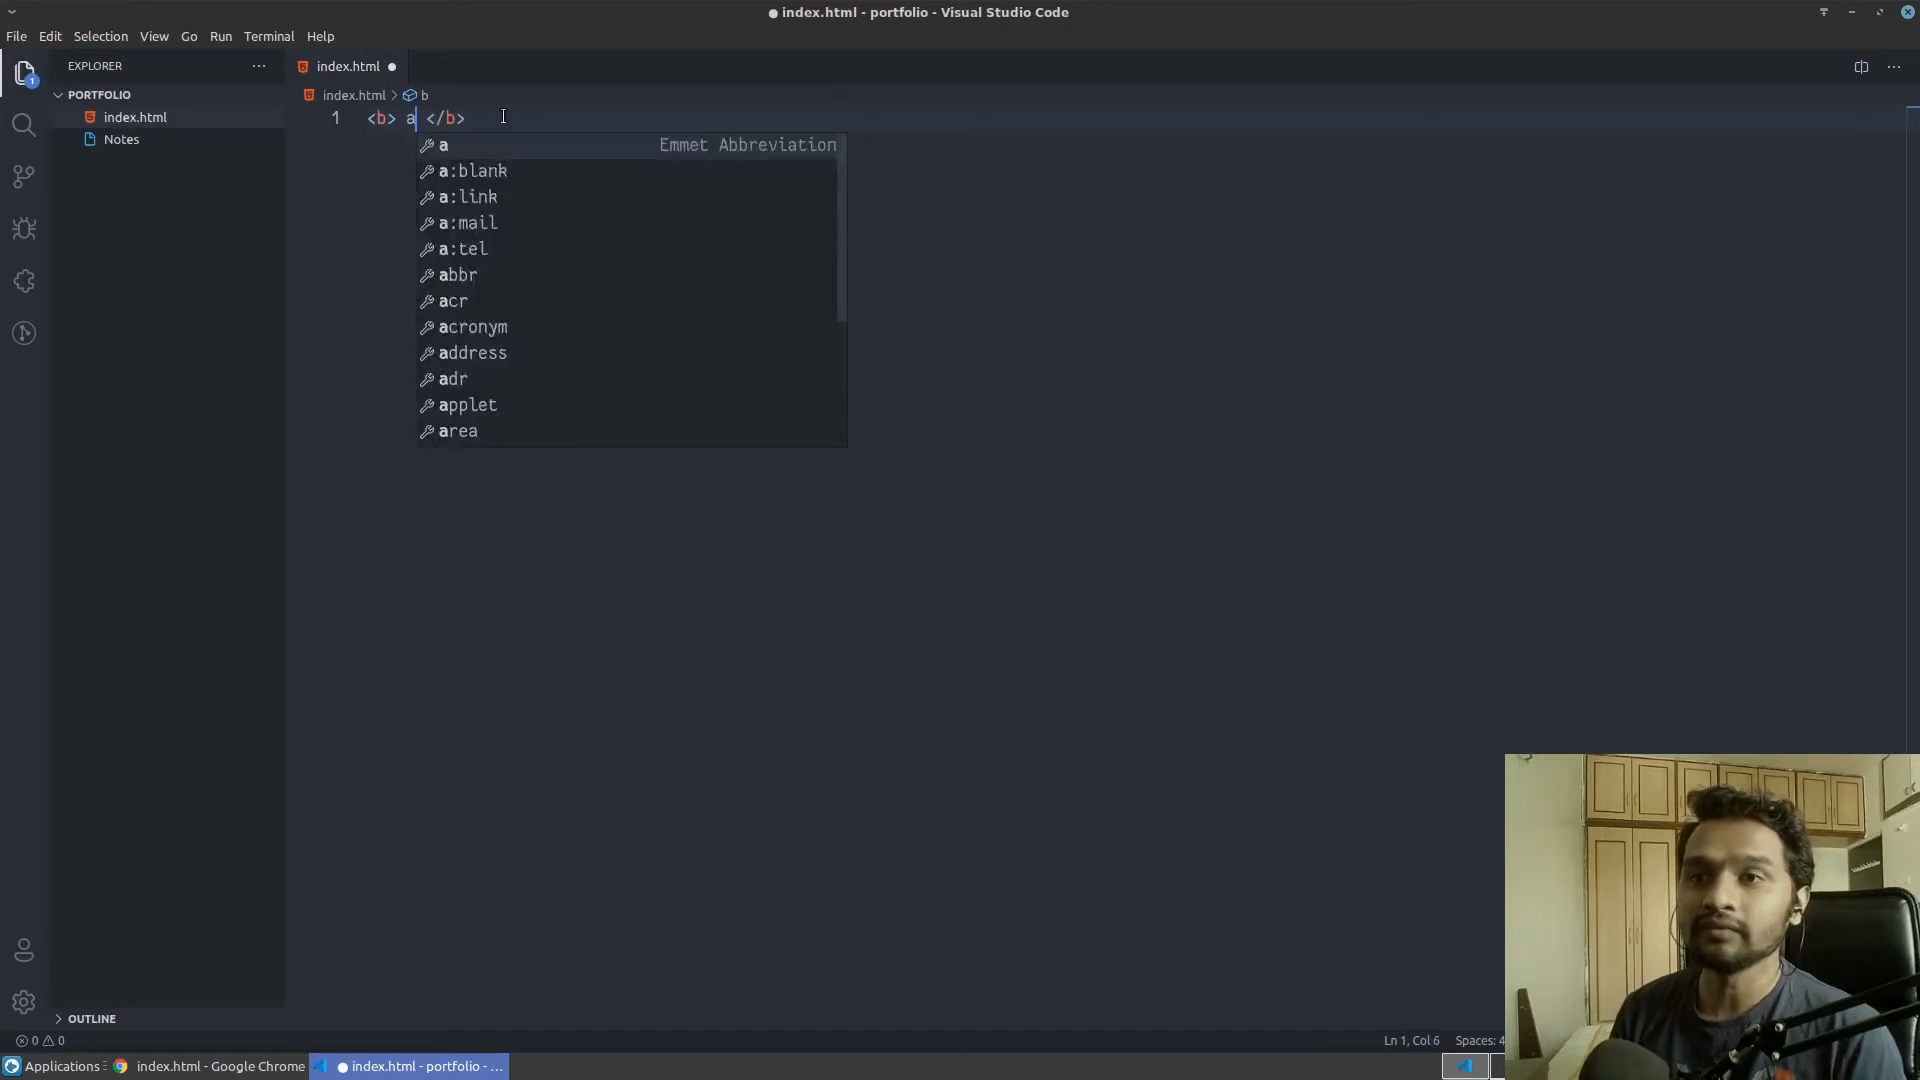 index.html - portfolio - Visual Studio Code
File Edit Selection View Go Run Terminal Help
EXPLORER
index.html
PORTFOLIO
index.html > b
index.html
1 <b> a </b>
Notes
a Emmet Abbreviation
a:blank
a:link
a:mail
a:tel
abbr
acr
acronym
address
adr
applet
area
1
OUTLINE
0 0
Ln 1, Col 6 Spaces: 4
Applications
index.html - Google Chrome
index.html - portfolio - ...